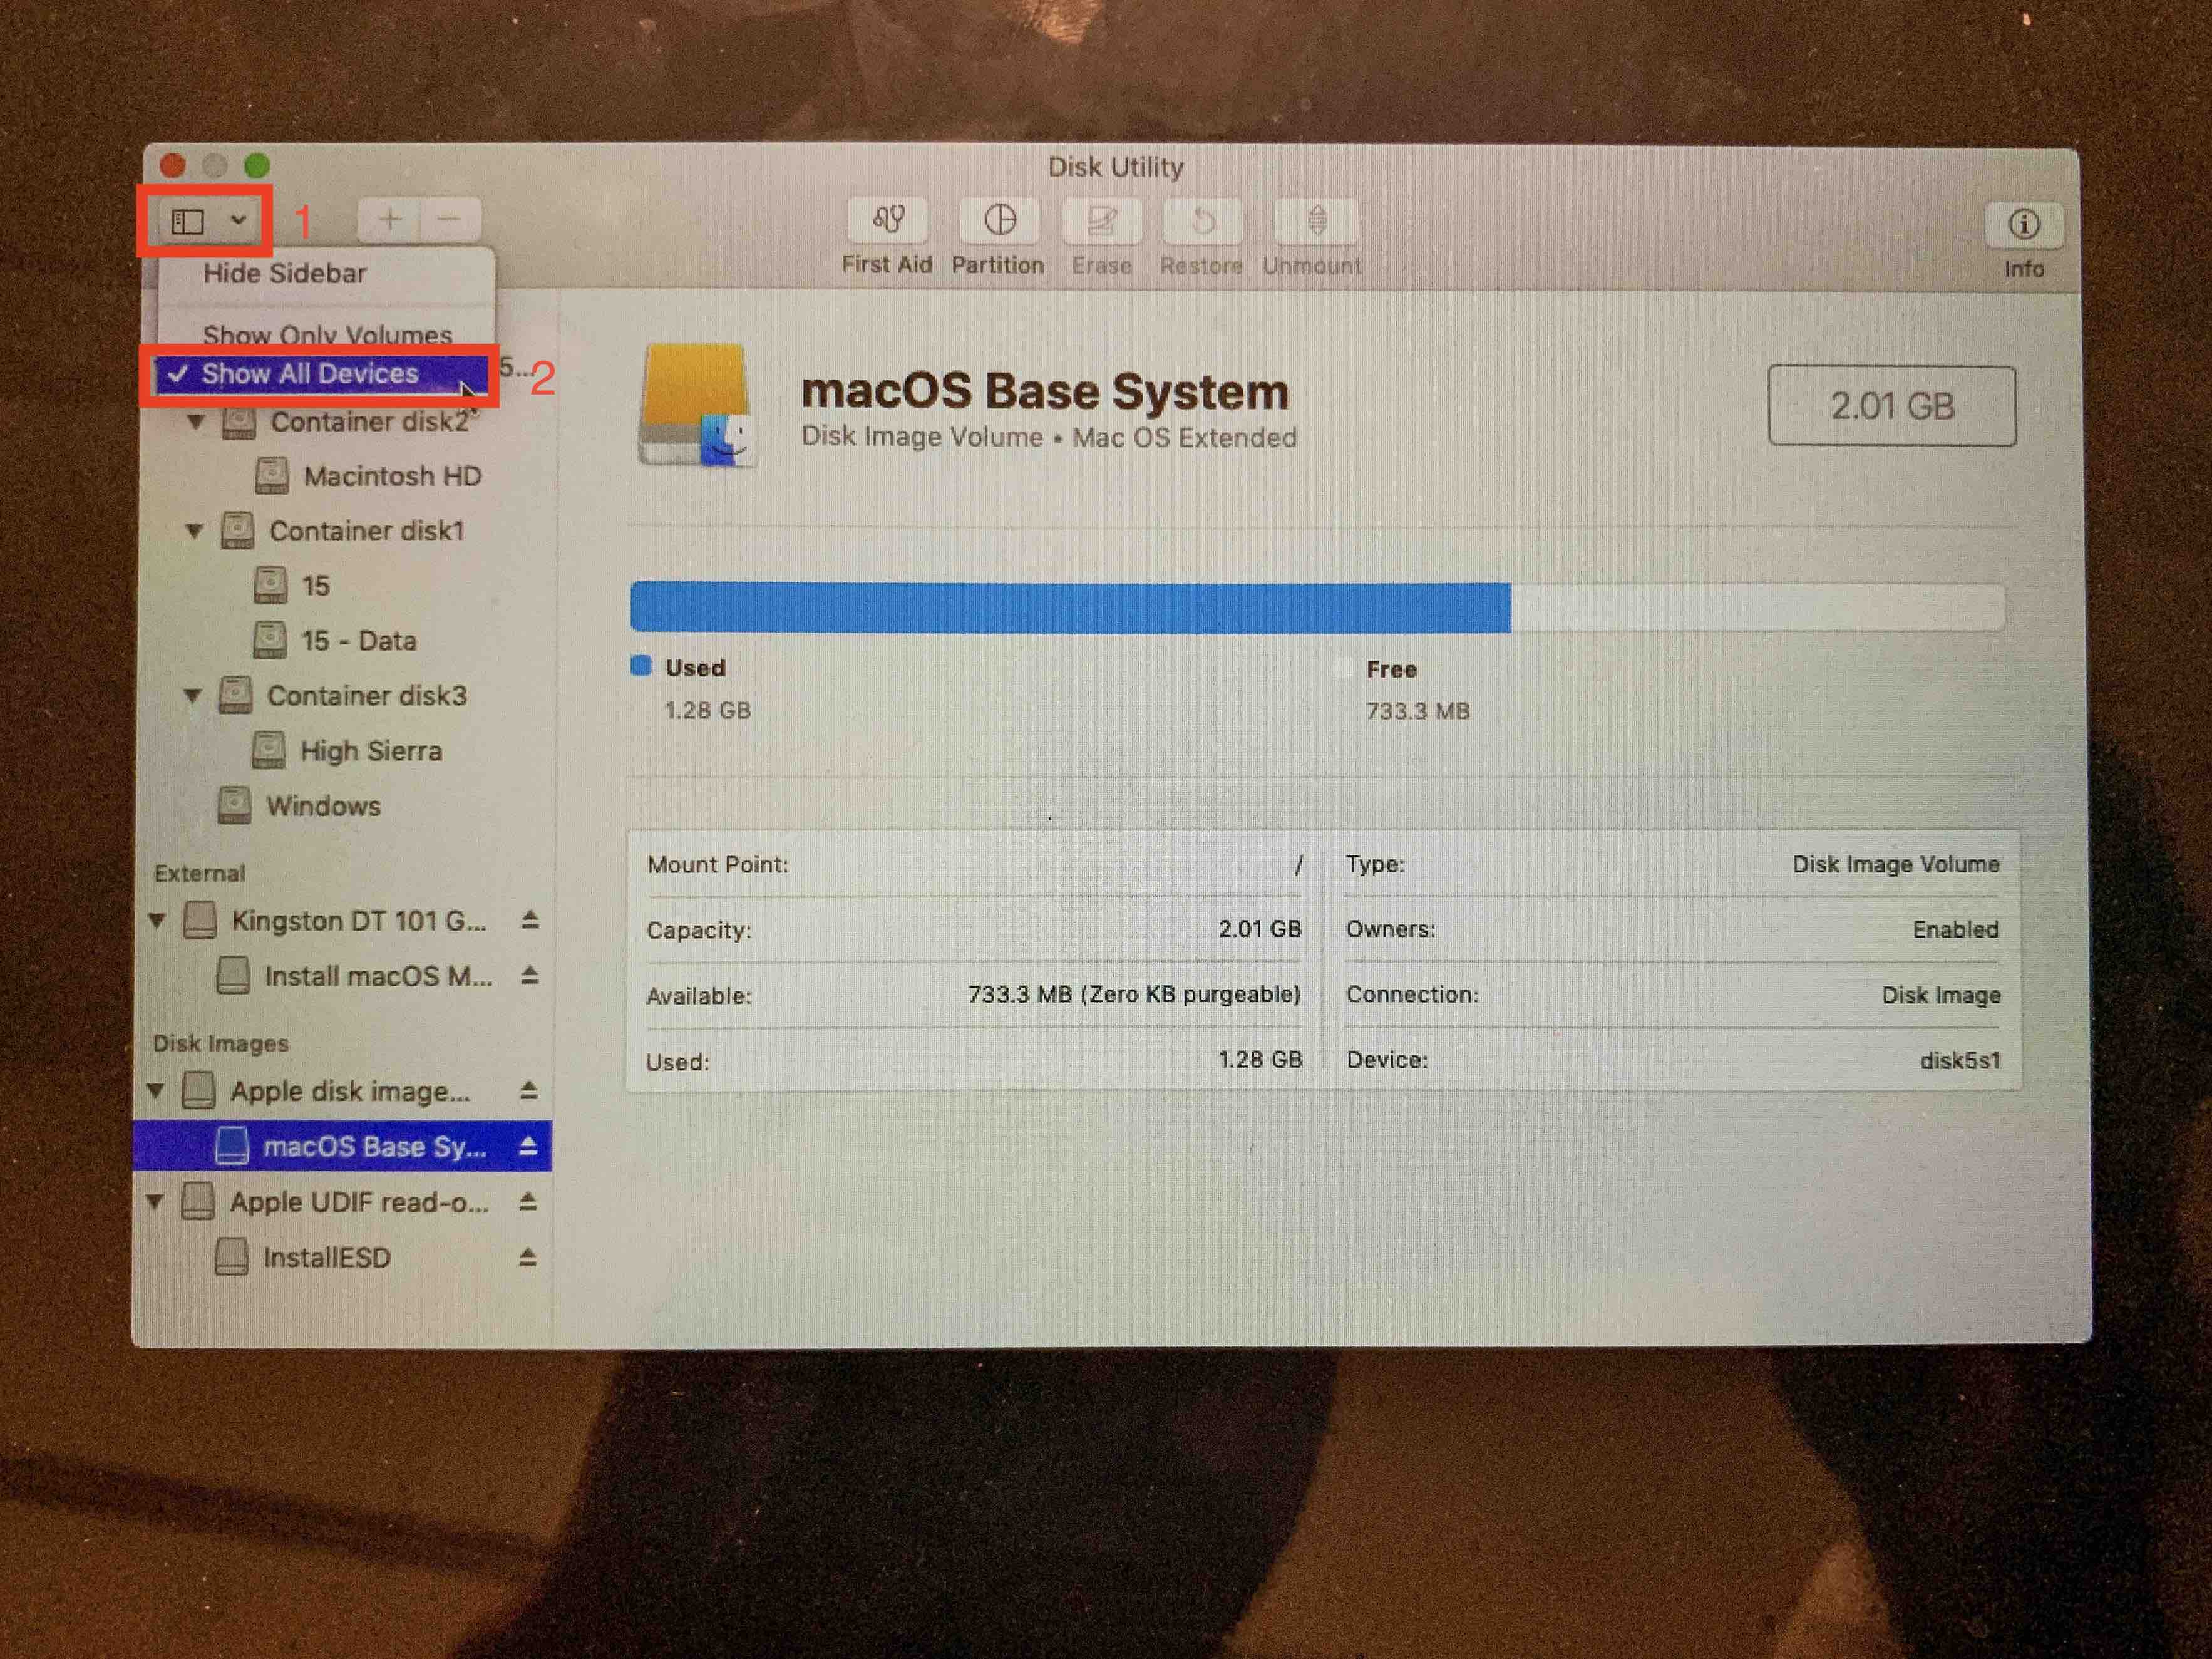 Disk Utility
1
First Aid
Partition
Erase
Restore
Unmount
Info
Hide Sidebar
Show Only Volumes
✓ Show All Devices
5...
2
Container disk2
Macintosh HD
Container disk1
15
15 - Data
Container disk3
High Sierra
Windows
External
Kingston DT 101 G...
Install macOS M...
Disk Images
Apple disk image...
macOS Base Sy...
Apple UDIF read-o...
InstallESD
macOS Base System
Disk Image Volume • Mac OS Extended
2.01 GB
Used
1.28 GB
Free
733.3 MB
Mount Point: /
Capacity: 2.01 GB
Available: 733.3 MB (Zero KB purgeable)
Used: 1.28 GB
Type: Disk Image Volume
Owners: Enabled
Connection: Disk Image
Device: disk5s1